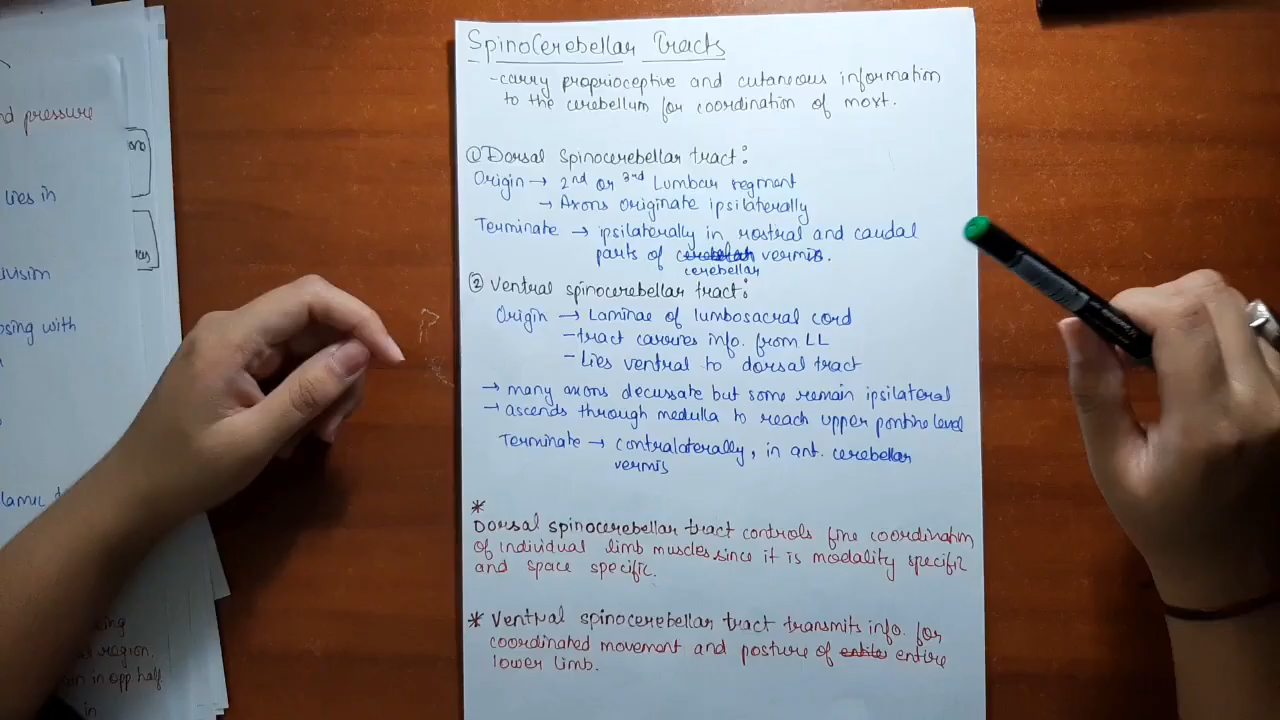 Spinocerebellar Tracts
- carry proprioceptive and cutaneous information
to the cerebellum for coordination of movt.
① Dorsal Spinocerebellar tract:
Origin → 2nd or 3rd Lumbar segment
→ Axons originate ipsilaterally
Terminate → ipsilaterally in rostral and caudal
parts of vermis.
cerebellar
② Ventral spinocerebellar tract:
Origin → Laminae of lumbosacral cord
- tract carries info. from LL
- Lies ventral to dorsal tract
→ many axons decussate but some remain ipsilateral
→ ascends through medulla to reach upper pontine level
Terminate → contralaterally, in ant. cerebellar
vermis
*
Dorsal spinocerebellar tract controls fine coordination
of individual limb muscles since it is modality specific
and space specific.
* Ventral spinocerebellar tract transmits info. for
coordinated movement and posture of entire
lower limb.
pressure
lies in
with
region.
in opp half.
in